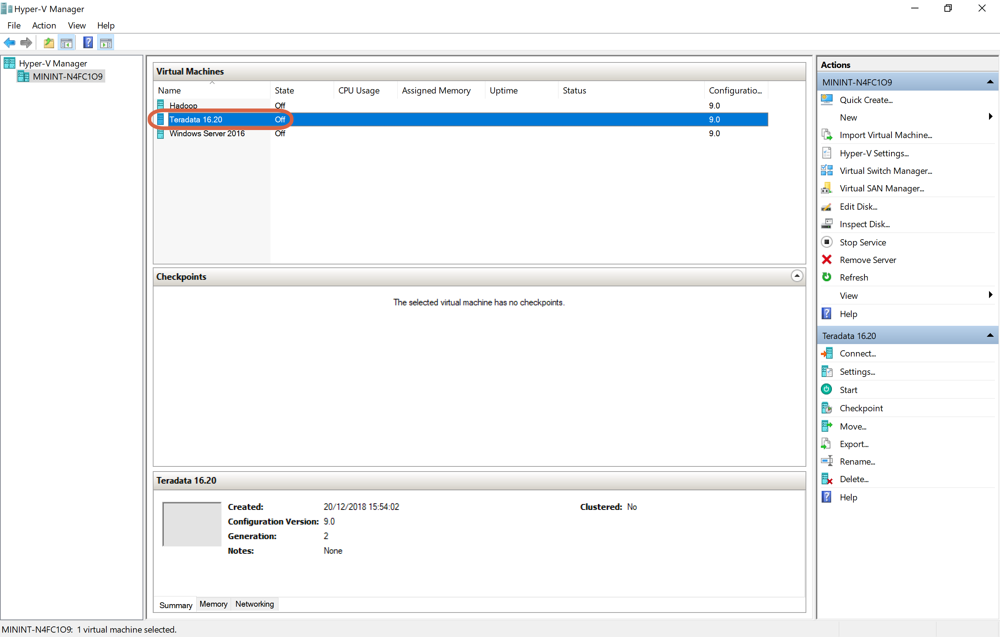 Hyper-V Manager
File Action View Help
Hyper-V Manager
MININT-N4FC1O9
Virtual Machines
Name State CPU Usage Assigned Memory Uptime Status Configuratio...
Hadoop Off 9.0
Teradata 16.20 Off 9.0
Windows Server 2016 Off 9.0
Checkpoints
The selected virtual machine has no checkpoints.
Teradata 16.20
Created: 20/12/2018 15:54:02 Clustered: No
Configuration Version: 9.0
Generation: 2
Notes: None
Summary Memory Networking
Actions
MININT-N4FC1O9
Quick Create...
New
Import Virtual Machine...
Hyper-V Settings...
Virtual Switch Manager...
Virtual SAN Manager...
Edit Disk...
Inspect Disk...
Stop Service
Remove Server
Refresh
View
Help
Teradata 16.20
Connect...
Settings...
Start
Checkpoint
Move...
Export...
Rename...
Delete...
Help
MININT-N4FC1O9: 1 virtual machine selected.